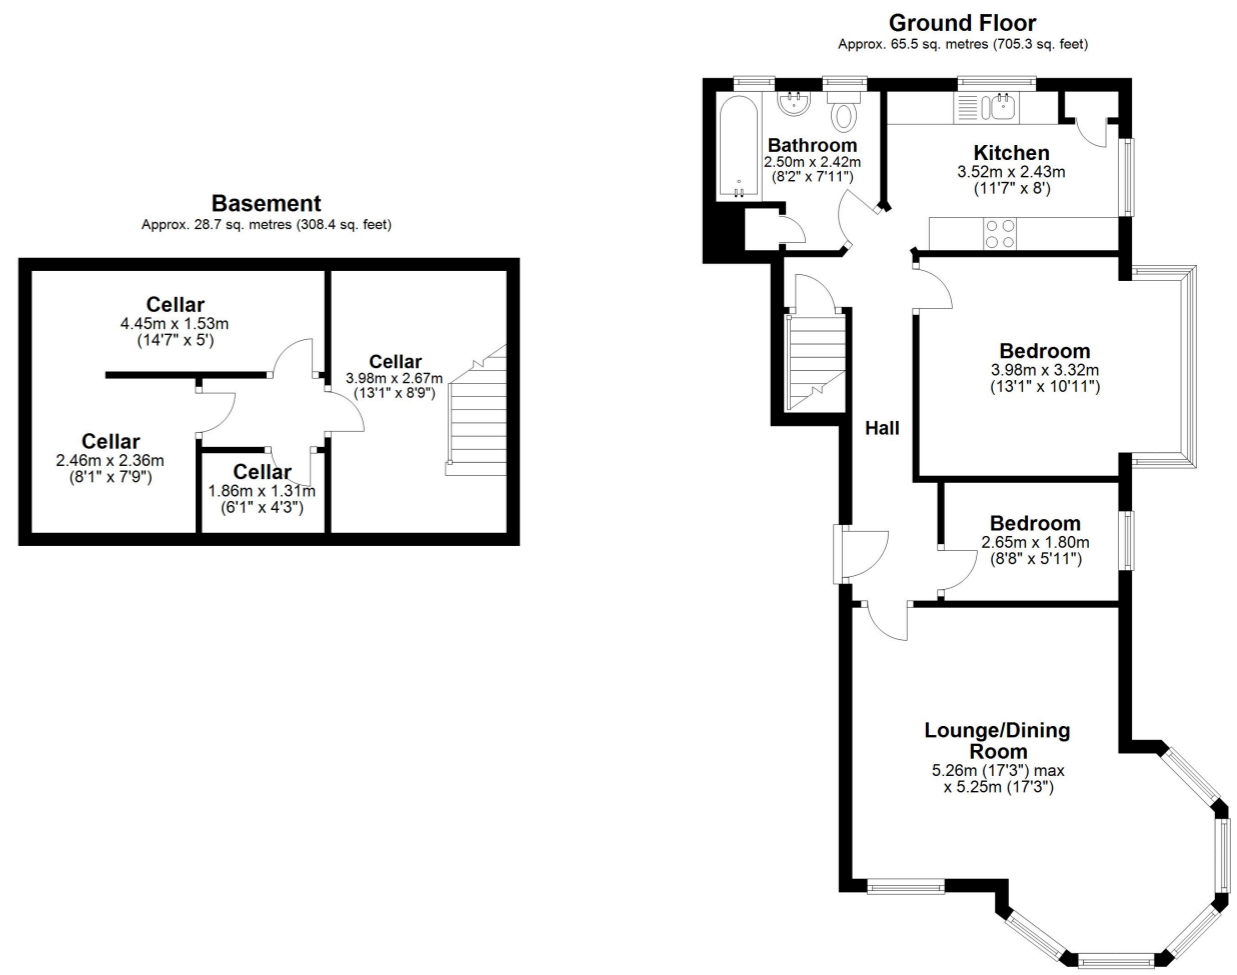 Ground Floor
Approx. 65.5 sq. metres (705.3 sq. feet)
Bathroom
2.50m x 2.42m
(8'2" x 7'11")
Kitchen
3.52m x 2.43m
(11'7" x 8')
Basement
Approx. 28.7 sq. metres (308.4 sq. feet)
Cellar
4.45m x 1.53m
(14'7" x 5')
Cellar
3.98m x 2.67m
(13'1" x 8'9")
Bedroom
3.98m x 3.32m
(13'1" x 10'11")
Hall
Cellar
2.46m x 2.36m
(8'1" x 7'9")
Cellar
1.86m x 1.31m
(6'1" x 4'3")
Bedroom
2.65m x 1.80m
(8'8" x 5'11")
Lounge/Dining
Room
5.26m (17'3") max
x 5.25m (17'3")